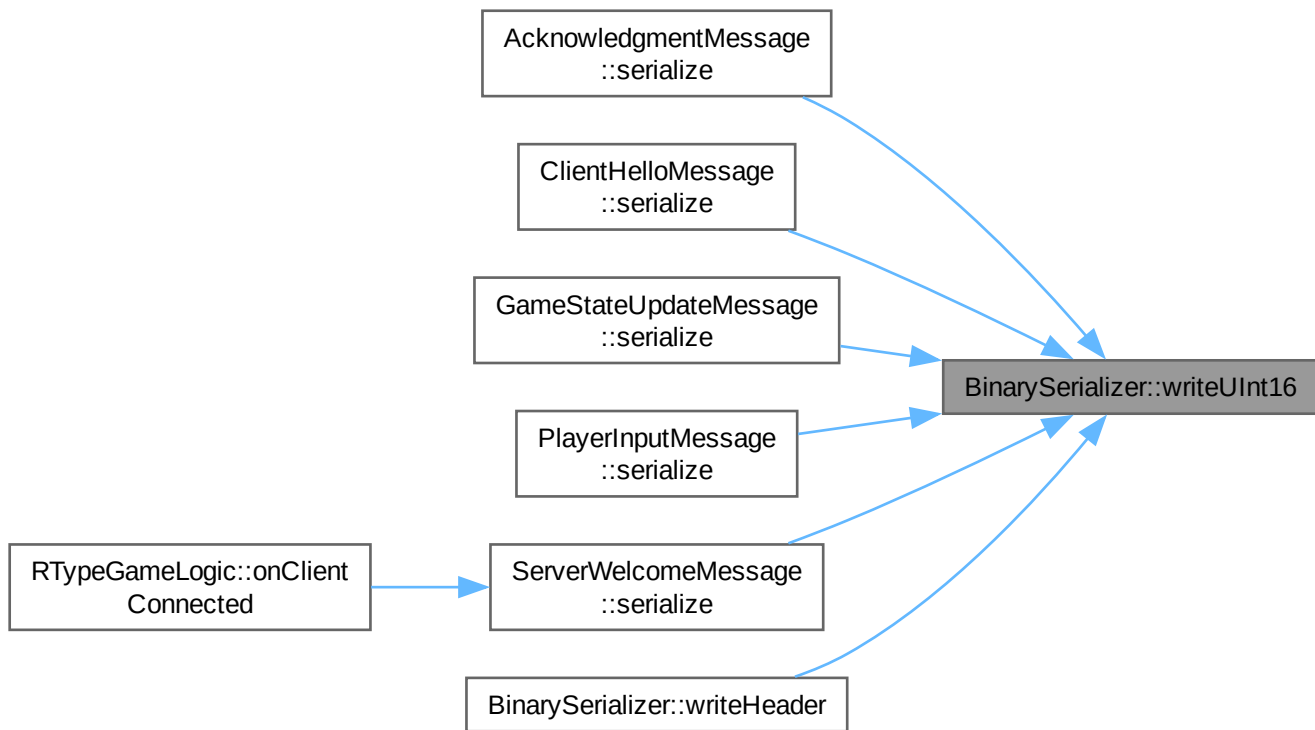 AcknowledgmentMessage
::serialize
ClientHelloMessage
::serialize
GameStateUpdateMessage
::serialize
BinarySerializer::writeUInt16
PlayerInputMessage
::serialize
RTypeGameLogic::onClient
Connected
ServerWelcomeMessage
::serialize
BinarySerializer::writeHeader